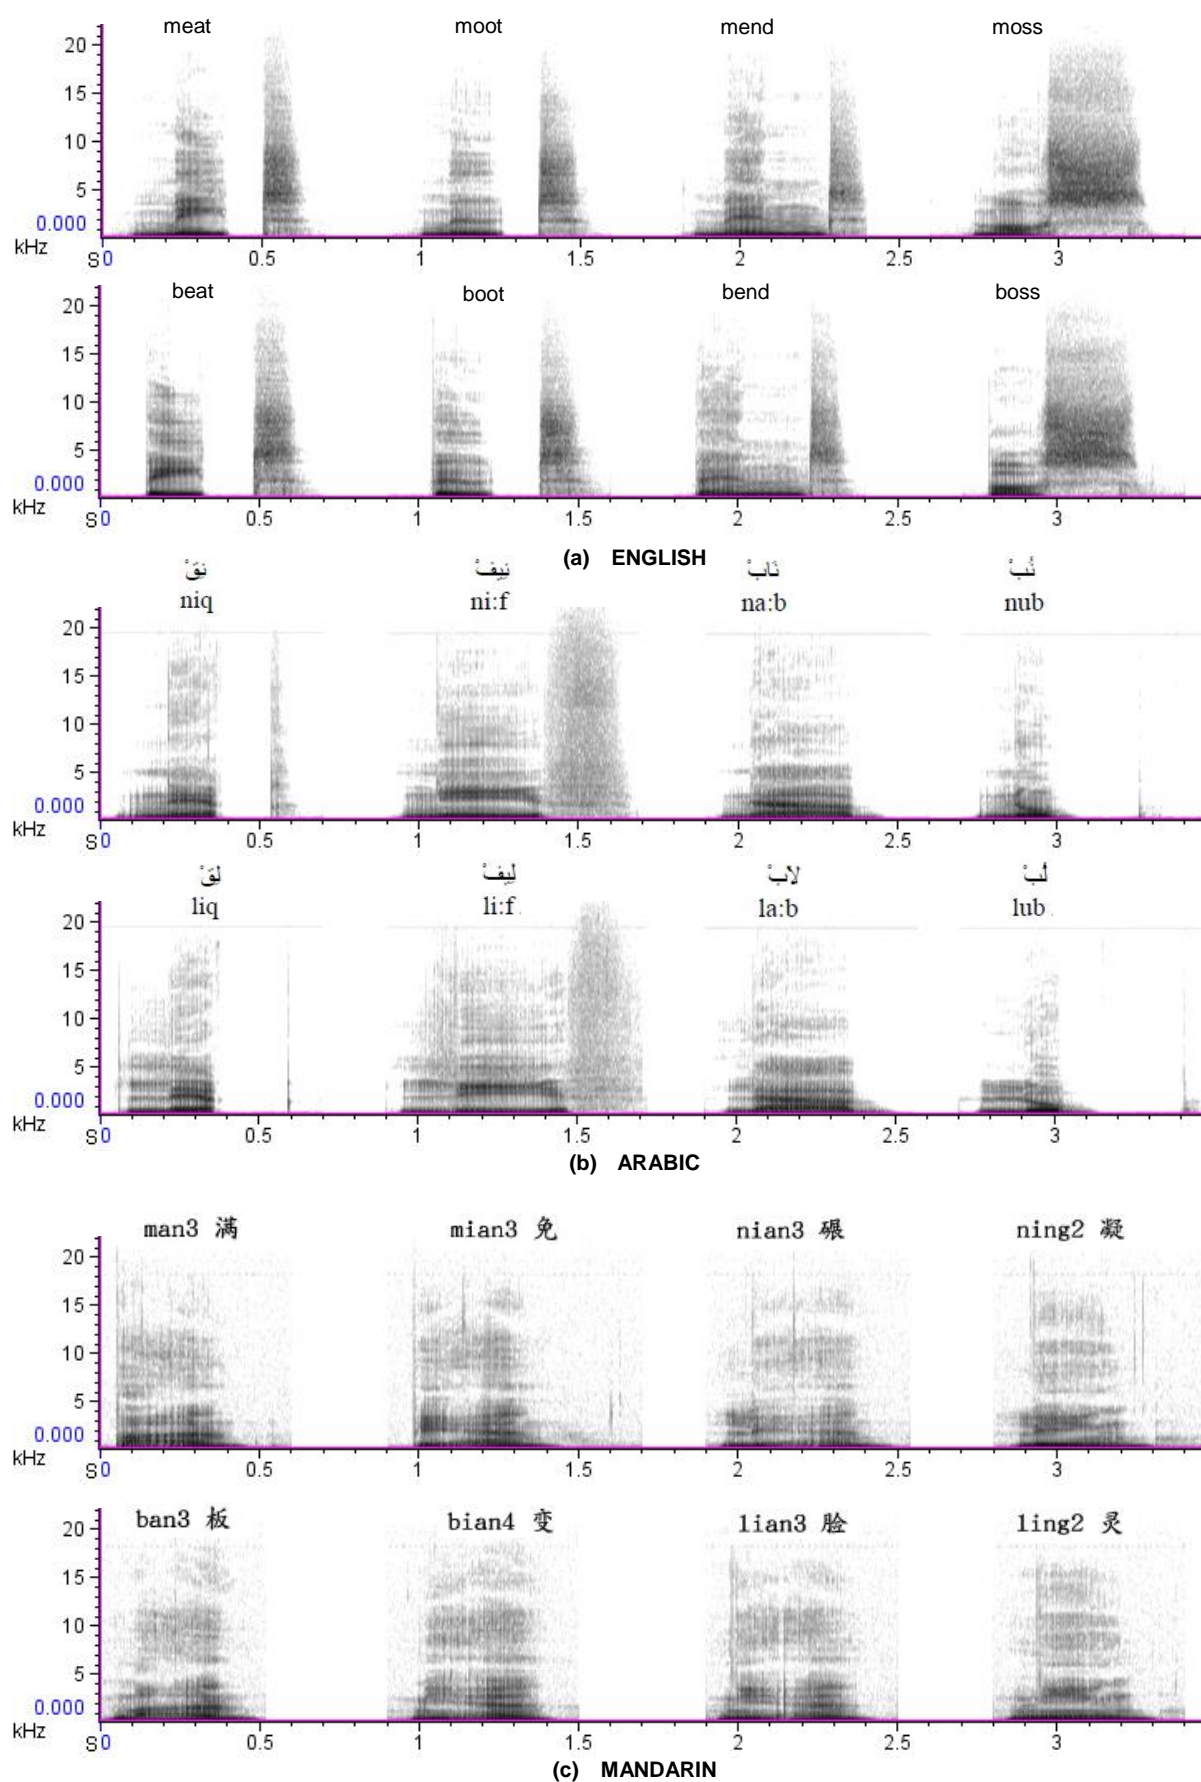 meat moot mend moss
20
15
10
5
0.000
kHz
S 0 0.5 1 1.5 2 2.5 3
beat boot bend boss
20
15
10
5
0.000
kHz
S 0 0.5 1 1.5 2 2.5 3
(a) ENGLISH
نِقْ نِيفْ نَابْ نُبْ
niq ni:f na:b nub
20
15
10
5
0.000
kHz
S 0 0.5 1 1.5 2 2.5 3
لِقْ لِيفْ لَابْ لُبْ
liq li:f. la:b lub.
20
15
10
5
0.000
kHz
S 0 0.5 1 1.5 2 2.5 3
(b) ARABIC
man3 满 mian3 免 nian3 碾 ning2 凝
20
15
10
5
0.000
kHz
S 0 0.5 1 1.5 2 2.5 3
ban3 板 bian4 变 lian3 脸 ling2 灵
20
15
10
5
0.000
kHz
S 0 0.5 1 1.5 2 2.5 3
(c) MANDARIN